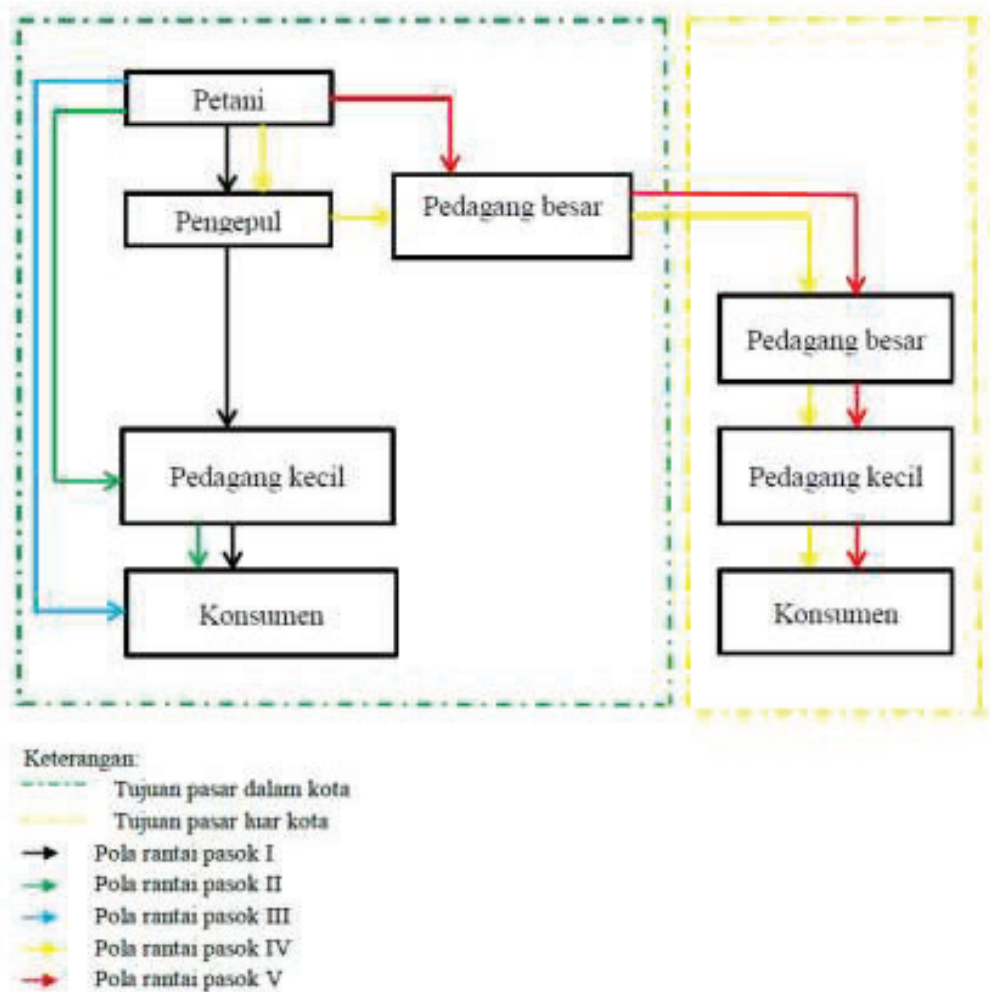 Petani
Pengepul
Pedagang besar
Pedagang besar
Pedagang kecil
Pedagang kecil
Konsumen
Konsumen
Keterangan:
Tujuan pasar dalam kota
Tujuan pasar luar kota
Pola rantai pasok I
Pola rantai pasok II
Pola rantai pasok III
Pola rantai pasok IV
Pola rantai pasok V